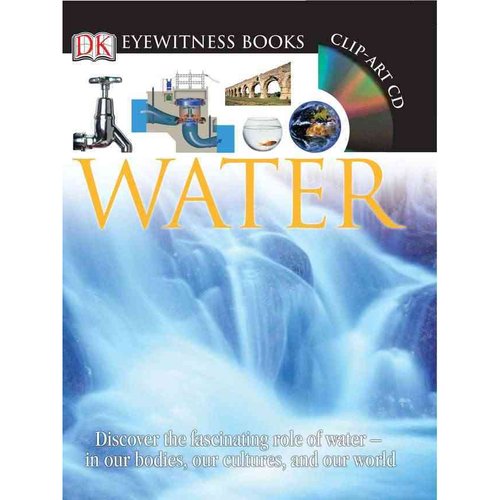 DK EYEWITNESS BOOKS
CLIP-ART CD
WATER
Discover the fascinating role of water –
in our bodies, our cultures, and our world